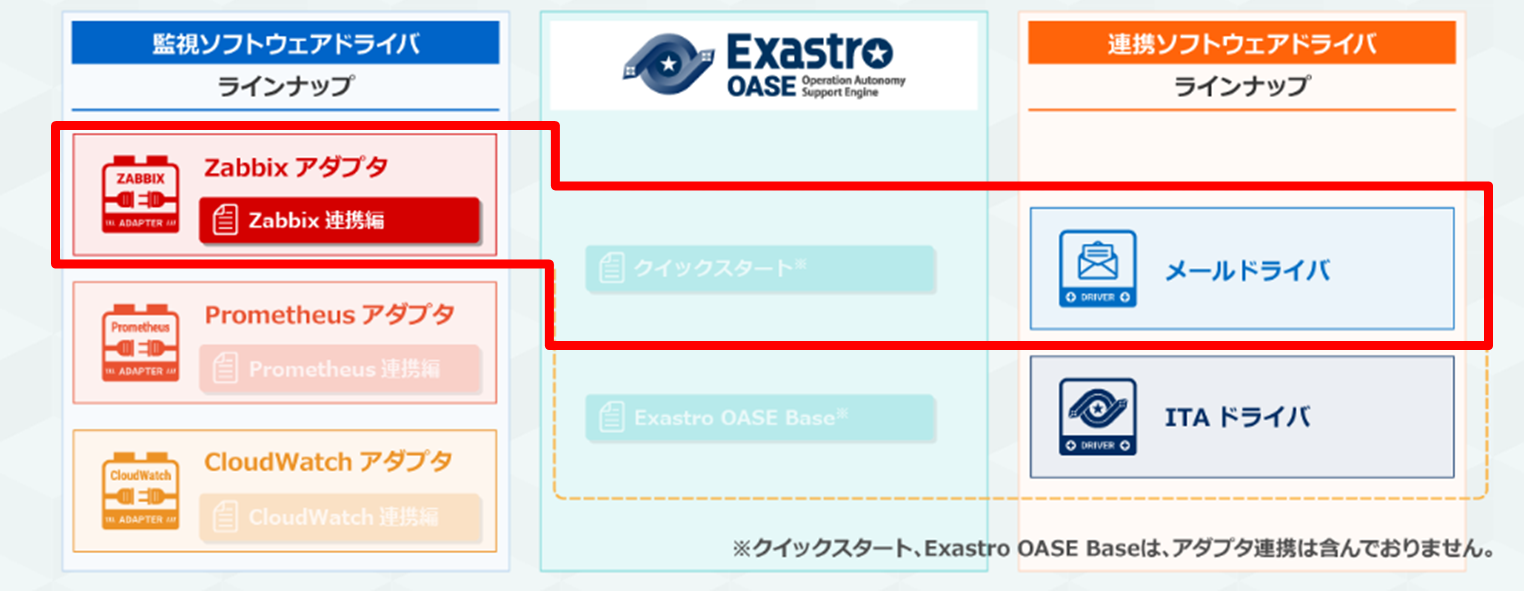 監視ソフトウェアドライバ
ラインナップ
ZABBIX
ADAPTER
Zabbix アダプタ
Zabbix 連携編
Prometheus
ADAPTER
Prometheus アダプタ
Prometheus 連携編
CloudWatch
ADAPTER
CloudWatch アダプタ
CloudWatch 連携編
Exastro
OASE Operation Autonomy
Support Engine
クイックスタート※
Exastro OASE Base※
連携ソフトウェアドライバ
ラインナップ
DRIVER
メールドライバ
DRIVER
ITA ドライバ
※クイックスタート、Exastro OASE Baseは、アダプタ連携は含んでおりません。